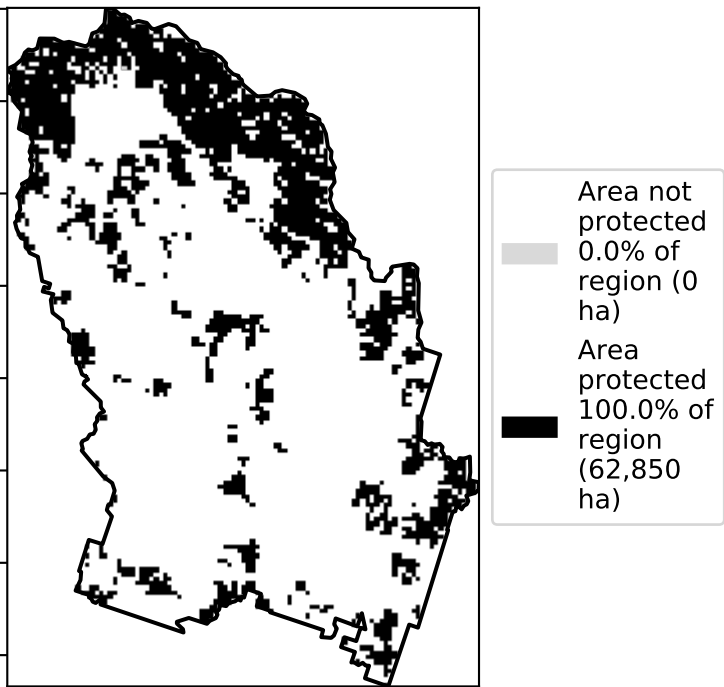 Area not
protected
0.0% of
region (0
ha)
Area
protected
100.0% of
region
(62,850
ha)